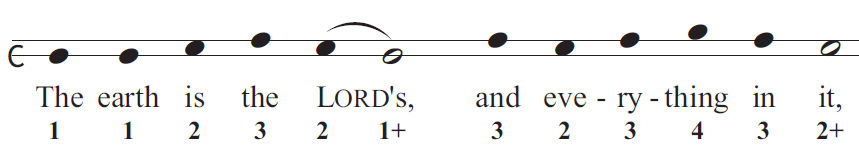 The earth is the LORD's, and eve - ry - thing in it,
1 1 2 3 2 1+ 3 2 3 4 3 2+